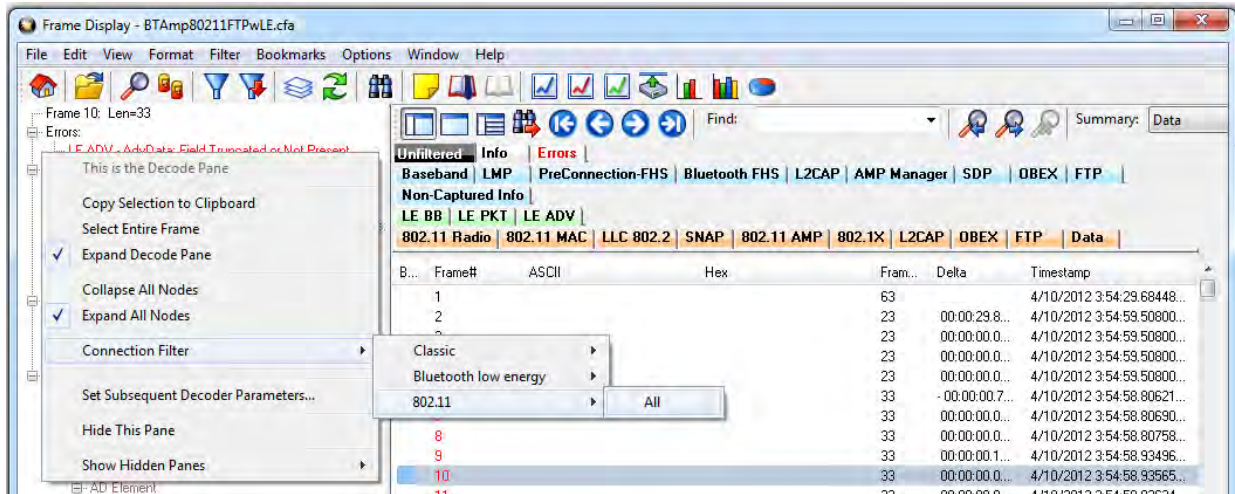 Frame Display - BTAmp80211FTPwLE.cfa
File Edit View Format Filter Bookmarks Options Window Help
Frame 10: Len=33
Errors:
LE ADV - AdvData: Field Truncated or Not Present
This is the Decode Pane
Copy Selection to Clipboard
Select Entire Frame
Expand Decode Pane
Collapse All Nodes
Expand All Nodes
Connection Filter
Set Subsequent Decoder Parameters...
Hide This Pane
Show Hidden Panes
AD Element
Classic
Bluetooth low energy
802.11
All
Find:
Summary: Data
Unfiltered Info Errors
Baseband LMP PreConnection-FHS Bluetooth FHS L2CAP AMP Manager SDP OBEX FTP
Non-Captured Info
LE BB LE PKT LE ADV
802.11 Radio 802.11 MAC LLC 802.2 SNAP 802.11 AMP 802.1X L2CAP OBEX FTP Data
B... Frame# ASCII Hex Fram... Delta Timestamp
1 63 4/10/2012 3:54:29.68448...
2 23 00:00:29.8... 4/10/2012 3:54:59.50800...
23 00:00:00.0... 4/10/2012 3:54:59.50800...
23 00:00:00.0... 4/10/2012 3:54:59.50800...
23 00:00:00.0... 4/10/2012 3:54:59.50800...
33 - 00:00:00.7... 4/10/2012 3:54:58.80621...
33 00:00:00.0... 4/10/2012 3:54:58.80690...
8 33 00:00:00.0... 4/10/2012 3:54:58.80758...
9 33 00:00:00.1... 4/10/2012 3:54:58.93496...
10 33 00:00:00.0... 4/10/2012 3:54:58.93565...